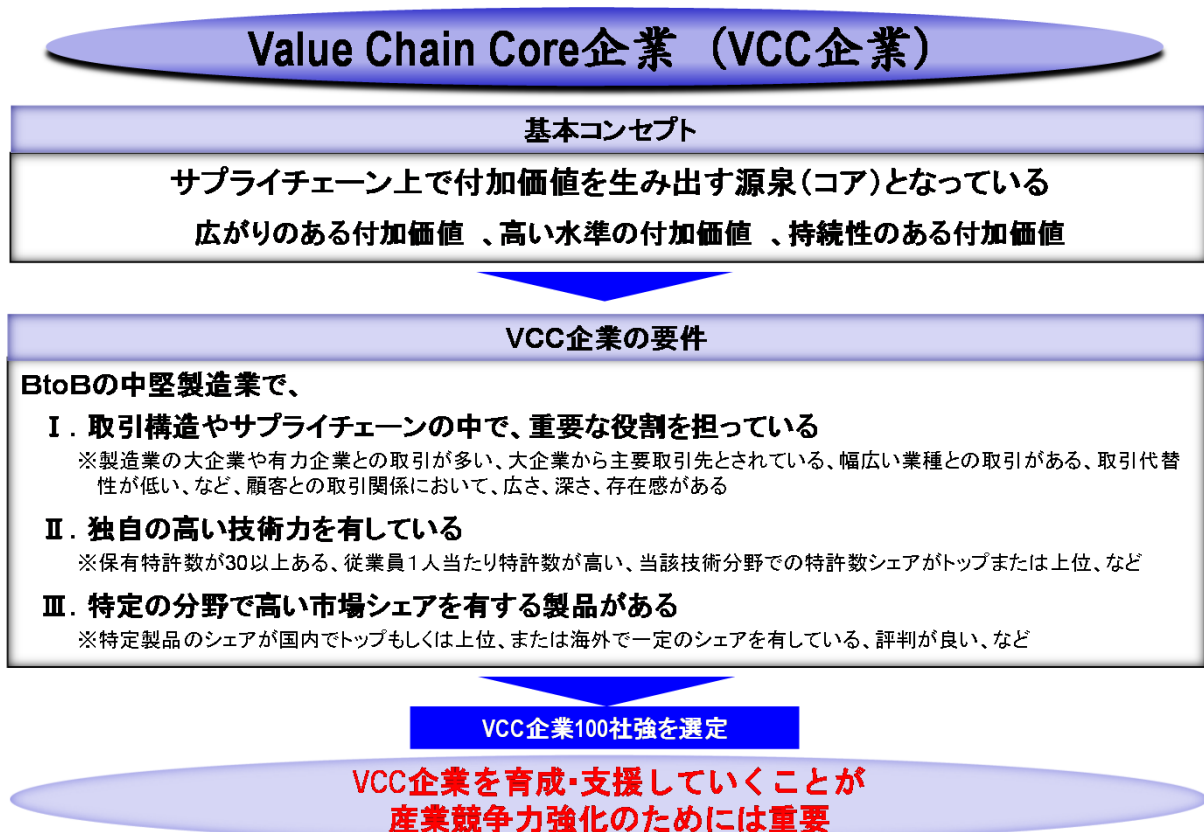 Value Chain Core企業（VCC企業）
基本コンセプト
サプライチェーン上で付加価値を生み出す源泉（コア）となっている
広がりのある付加価値 、高い水準の付加価値 、持続性のある付加価値
VCC企業の要件
BtoBの中堅製造業で、
Ⅰ．取引構造やサプライチェーンの中で、重要な役割を担っている
※製造業の大企業や有力企業との取引が多い、大企業から主要取引先とされている、幅広い業種との取引がある、取引代替
性が低い、など、顧客との取引関係において、広さ、深さ、存在感がある
Ⅱ．独自の高い技術力を有している
※保有特許数が30以上ある、従業員１人当たり特許数が高い、当該技術分野での特許数シェアがトップまたは上位、など
Ⅲ．特定の分野で高い市場シェアを有する製品がある
※特定製品のシェアが国内でトップもしくは上位、または海外で一定のシェアを有している、評判が良い、など
VCC企業100社強を選定
VCC企業を育成・支援していくことが
産業競争力強化のためには重要